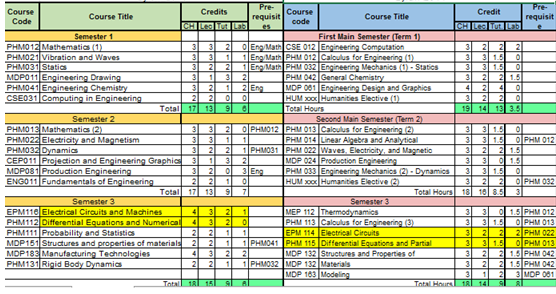 Course Code Course Title Credits Pre-requisites
CH Lec Tut. Lab
Semester 1
PHM012 Mathematics (1) 3 3 2 0 Eng/Math
PHM021 Vibration and Waves 3 3 1 1 Eng/Math
PHM031 Statics 3 2 2 1 Eng/Math
MDP011 Engineering Drawing 3 1 3 2
PHM041 Engineering Chemistry 3 2 1 2 Eng
CSE031 Computing in Engineering 2 2 0 0
Total 17 13 9 6
Semester 2
PHM013 Mathematics (2) 3 3 2 0 PHM012
PHM022 Electricity and Magnetism 3 3 1 1
PHM032 Dynamics 3 2 2 1 PHM031
CEP011 Projection and Engineering Graphics 3 1 3 2
MDP081 Production Engineering 3 2 0 3 Eng
ENG011 Fundamentals of Engineering 2 2 1 0
Total 17 13 9 7
Semester 3
Electrical Circuits and Machines 4 3 2 1
PHM112 Differential Equations and Numerical 4 3 2 0
PHM111 Probability and Statistics 2 2 1 1
MDP151 Structures and properties of materials 2 2 1 1 PHM041
MDP183 Manufacturing Technologies 4 3 2 2
PHM131 Rigid Body Dynamics 2 2 1 1 PHM032
Total 18 15 9 6
Course code Course Title Credit Pre-requisites
CH Lec Tut. Lab
First Main Semester (Term 1)
CSE 012 Engineering Computation 3 2 2 2
PHM 012 Calculus for Engineering (1) 3 3 1.5 0
PHM 032 Engineering Mechanics (1) - Statics 3 3 1.5 0
PHM 042 General Chemistry 3 2 2 1.5
MDP 061 Engineering Design and Graphics 4 2 4 0
HUM xxx Humanities Elective (1) 3 2 2 0
Total Hours 19 14 13 3.5
Second Main Semester (Term 2)
PHM 013 Calculus for Engineering (2) 3 3 1.5 0
PHM 014 Linear Algebra and Analytical 3 3 1.5 0 PHM 012
PHM 022 Waves, Electricity, and Magnetic 3 2 2 1.5
MDP 024 Production Engineering 3 3 0 1.5
PHM 033 Engineering Mechanics (2) - Dynamics 3 3 1.5 0
HUM xxx Humanities Elective (2) 3 2 2 0 PHM 032
Total Hours 18 16 8.5 3
Semester 3
MEP 112 Thermodynamics 3 3 0 1.5 PHM 012
PHM 113 Calculus for Engineering (3) 3 3 1.5 0 PHM 013
EPM 114 Electrical Circuits 3 2 2 2 PHM 022
PHM 115 Differential Equations and Partial 3 3 1.5 0 PHM 013
MDP 132 Structures and Properties of 3 2 2 1.5 PHM 042
MDP 132 Materials 3 2 2 1.5 PHM 042
MDP 163 Modeling 3 1 2 3 MDP 061
Total Hours 18 14 9 8